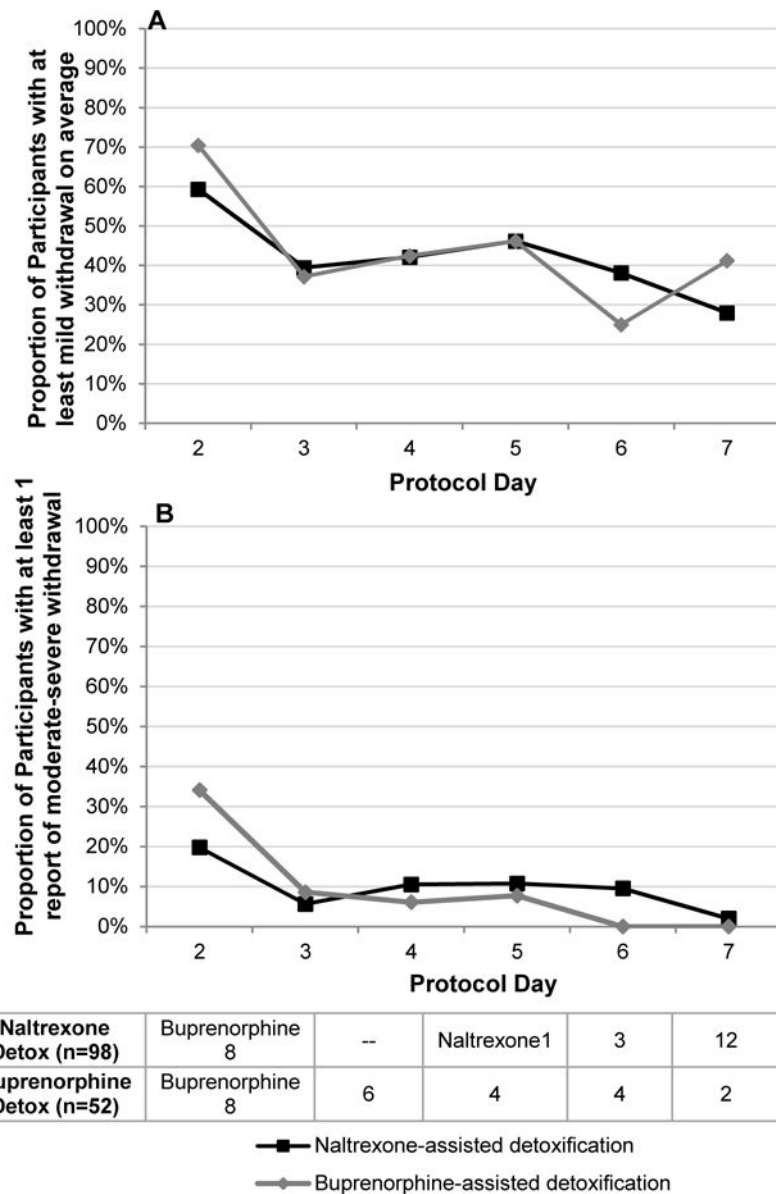 A
100%
90%
80%
70%
60%
50%
40%
30%
20%
10%
0%
Proportion of Participants with at
least mild withdrawal on average
2 3 4 5 6 7
Protocol Day
B
100%
90%
80%
70%
60%
50%
40%
30%
20%
10%
0%
Proportion of Participants with at least 1
report of moderate-severe withdrawal
2 3 4 5 6 7
Protocol Day
Naltrexone
Detox (n=98)
Buprenorphine
8
--
Naltrexone1
3
12
uprenorphine
Detox (n=52)
Buprenorphine
8
6
4
4
2
Naltrexone-assisted detoxification
Buprenorphine-assisted detoxification